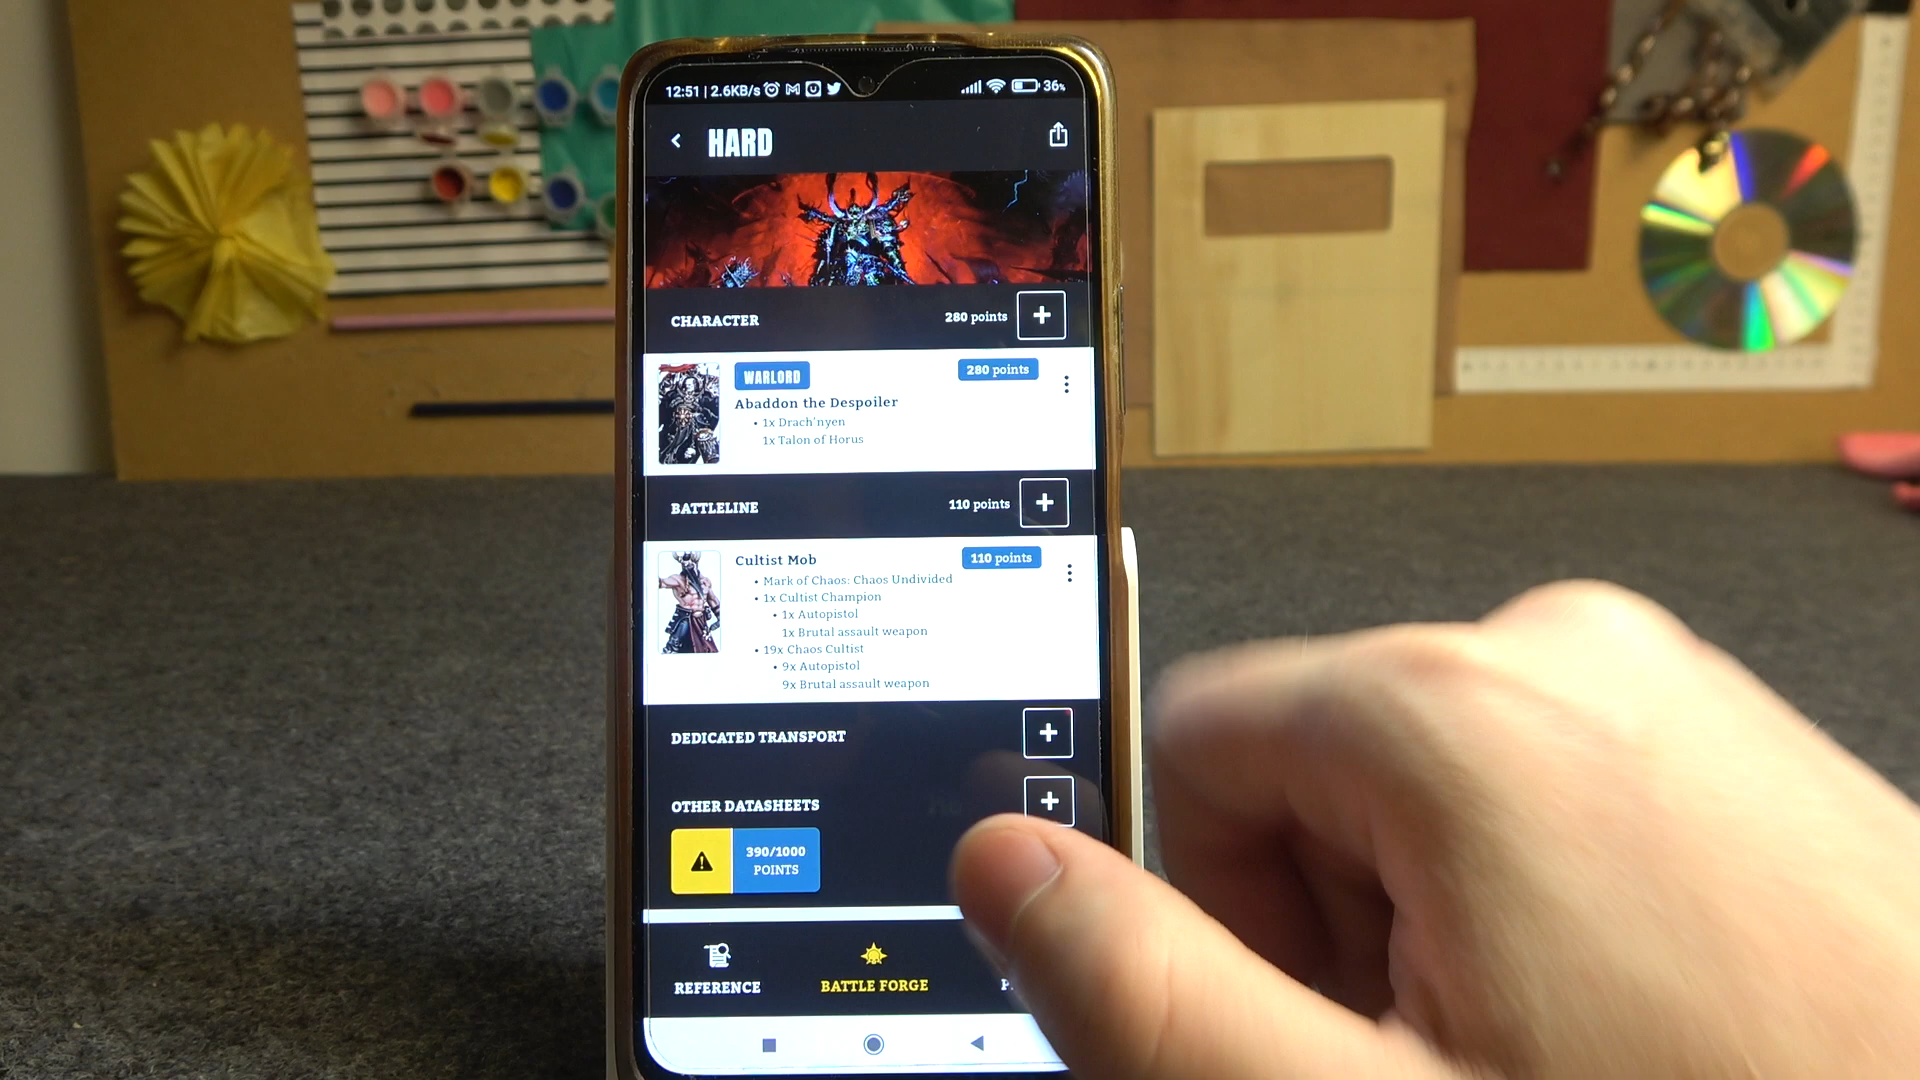 12:51 | 2.6KB/s
36%
HARD
CHARACTER
280 points
WARLORD
280 points
Abaddon the Despoiler
• 1x Drach'nyen
1x Talon of Horus
BATTLELINE
110 points
Cultist Mob
110 points
• Mark of Chaos: Chaos Undivided
• 1x Cultist Champion
• 1x Autopistol
1x Brutal assault weapon
• 19x Chaos Cultist
• 9x Autopistol
9x Brutal assault weapon
DEDICATED TRANSPORT
OTHER DATASHEETS
390/1000
POINTS
REFERENCE
BATTLE FORGE